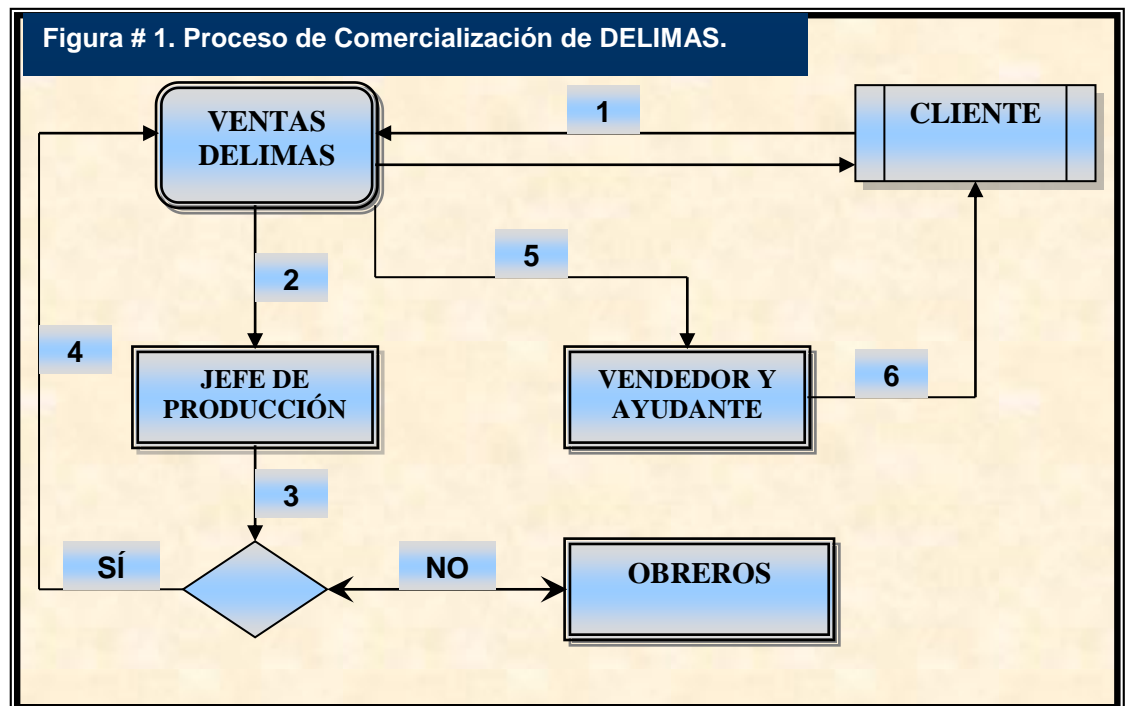 Figura # 1. Proceso de Comercialización de DELIMAS.
VENTAS
DELIMAS
1
CLIENTE
5
2
4
JEFE DE
PRODUCCIÓN
VENDEDOR Y
AYUDANTE
6
3
SÍ
NO
OBREROS